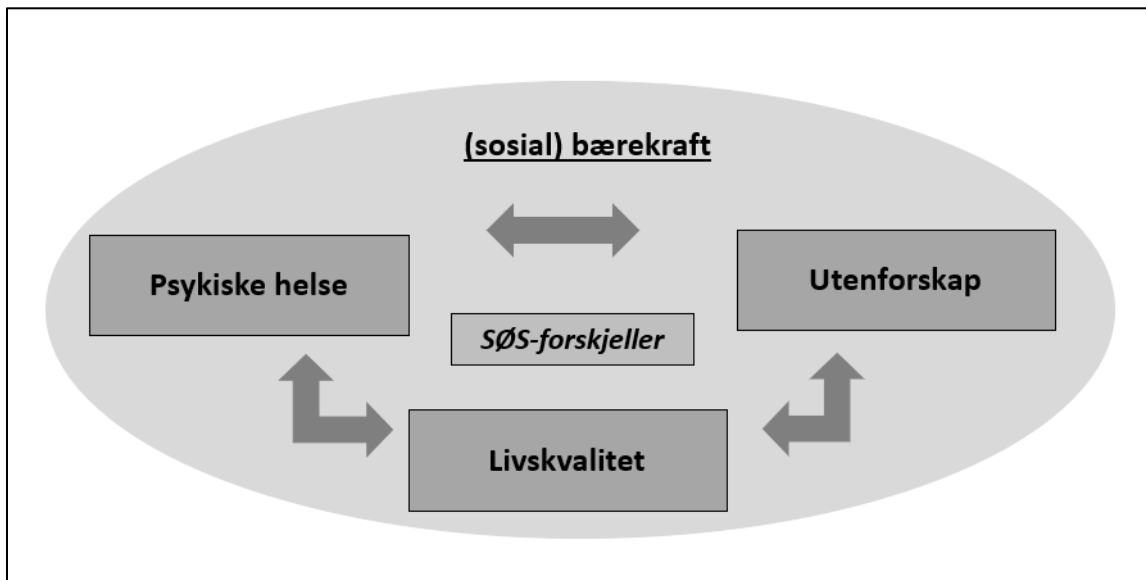 (sosial) bærekraft
Psykiske helse
Utenforskap
SØS-forskjeller
Livskvalitet